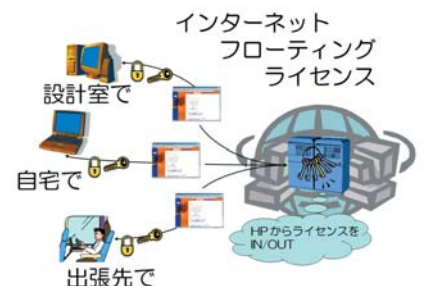 インターネット
フローティング
ライセンス
設計室で
自宅で
出張先で
HPからライセンスを
IN/OUT